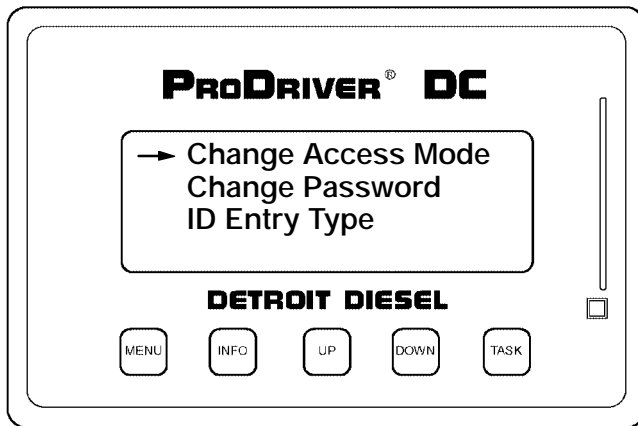 PRODRIVER® DC
→ Change Access Mode
Change Password
ID Entry Type
DETROIT DIESEL
MENU INFO UP DOWN TASK